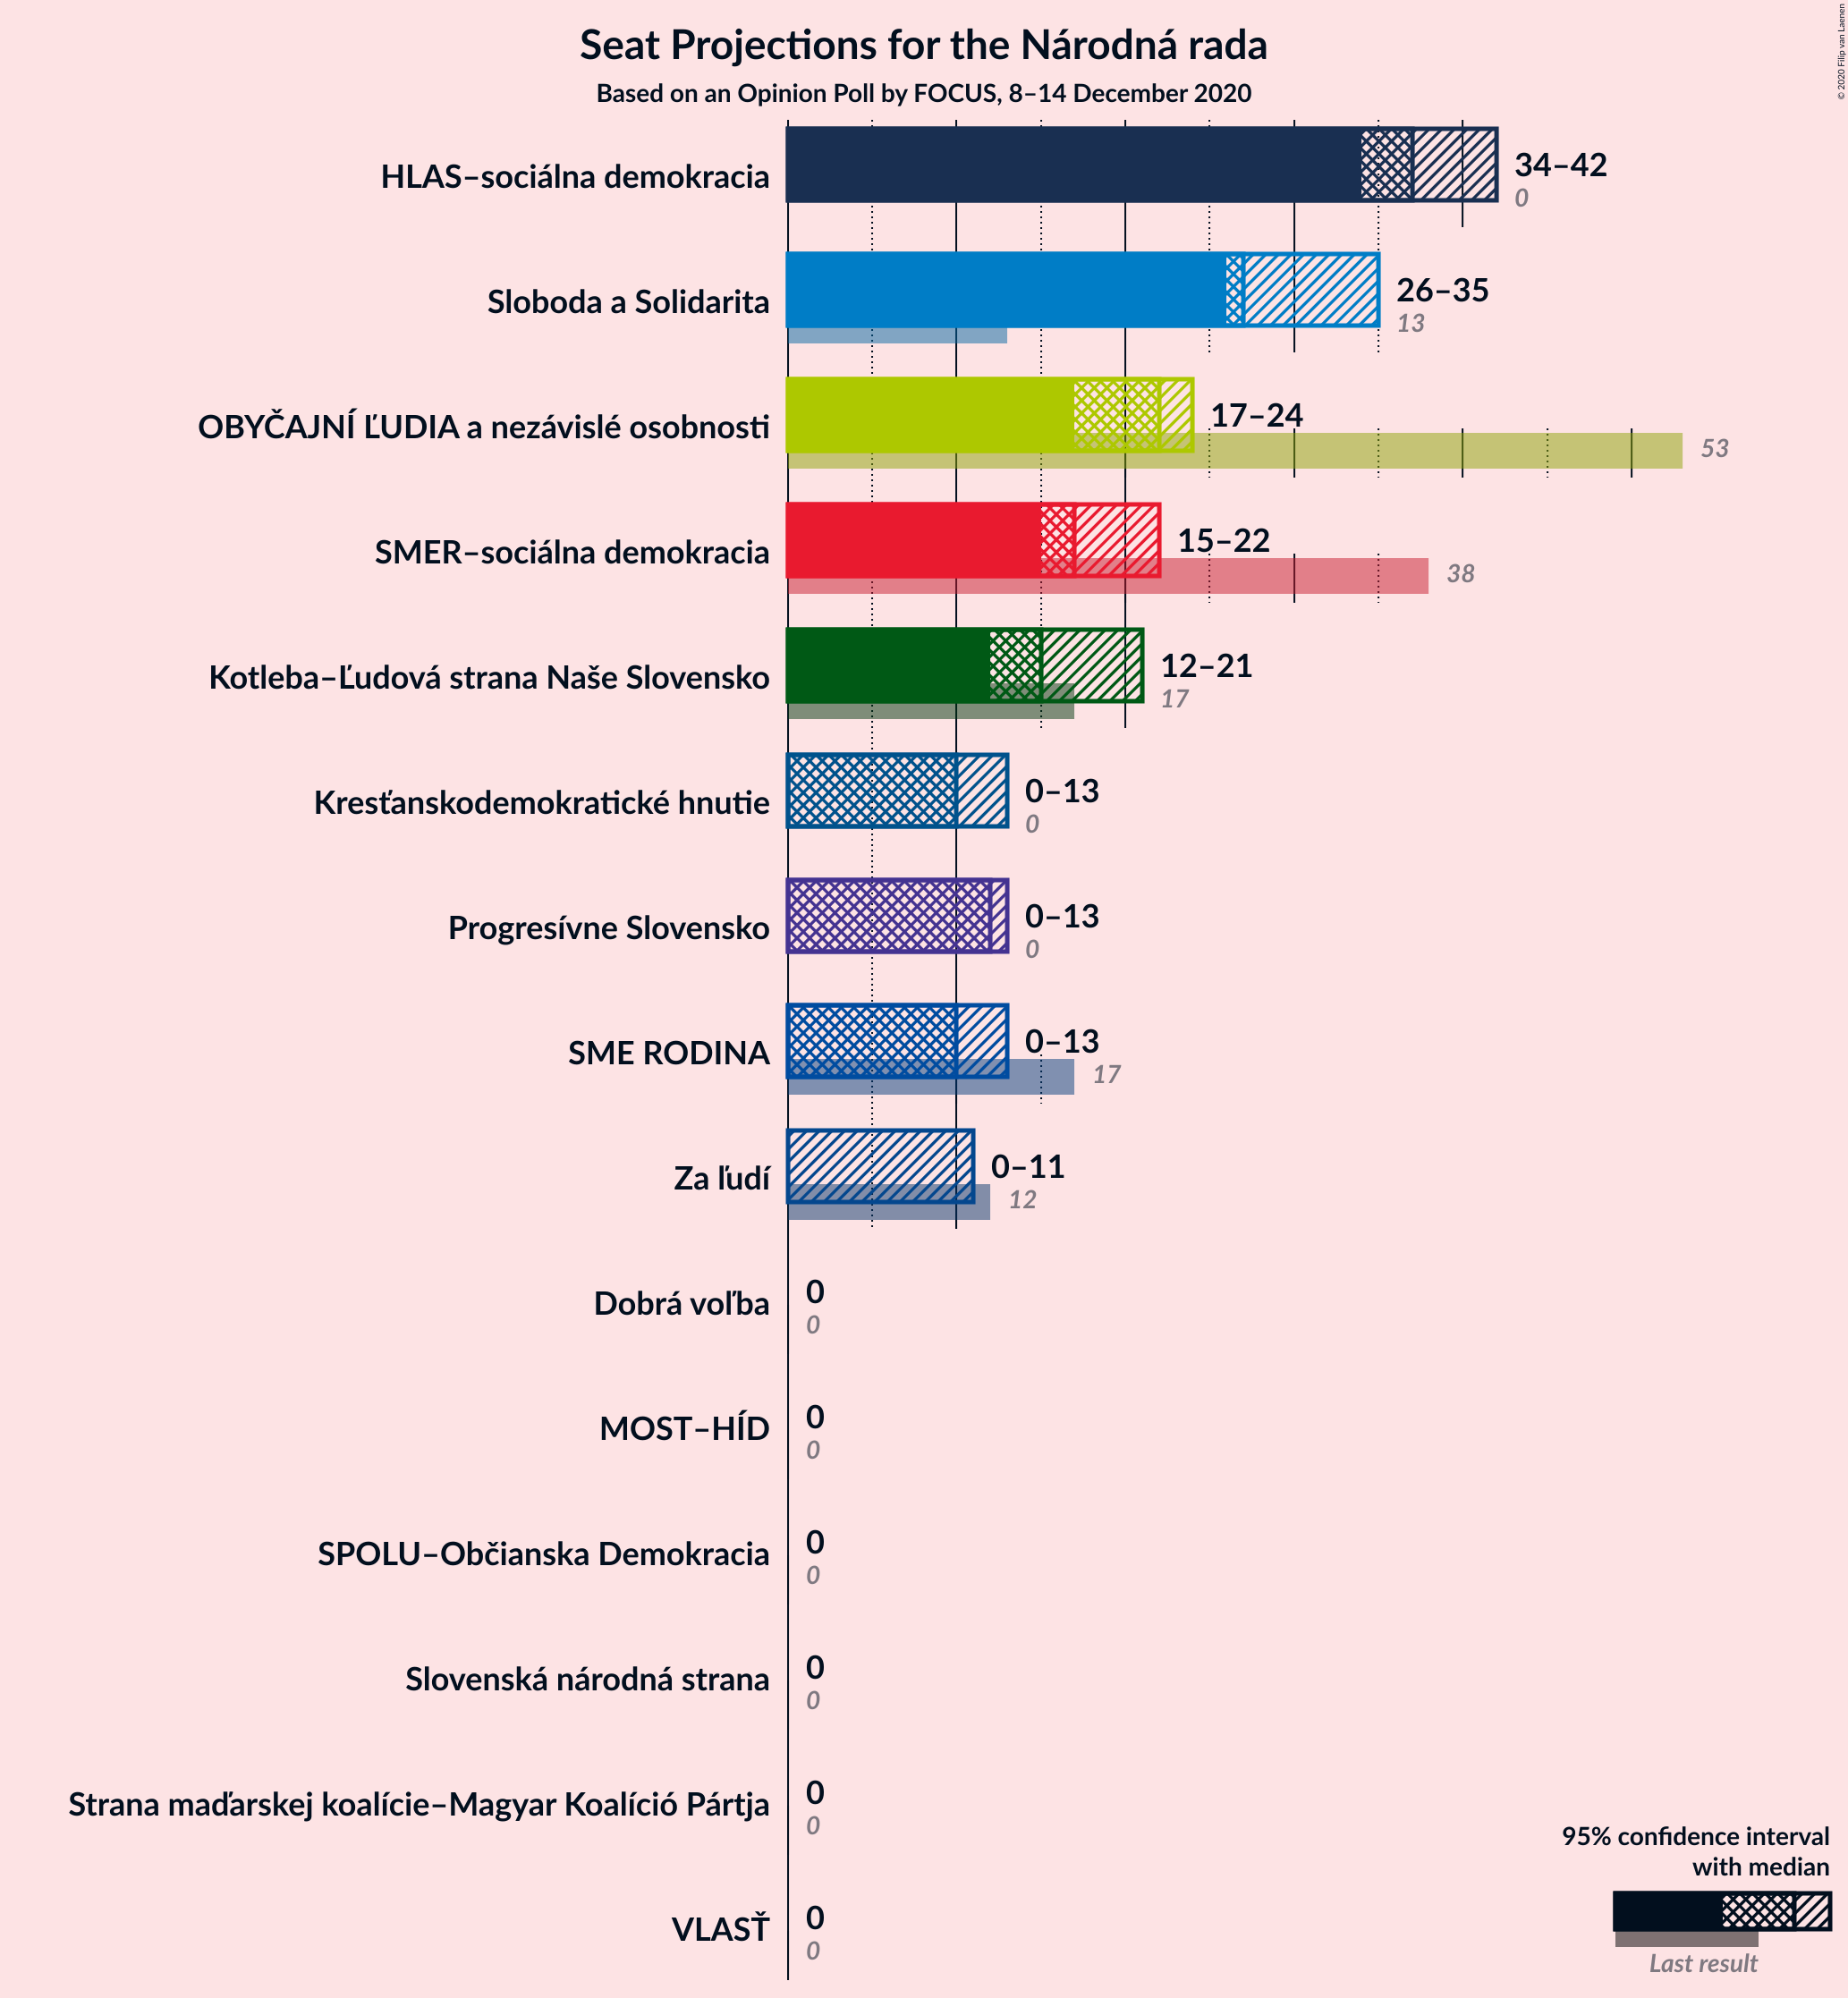 Seat Projections for the Národná rada
Based on an Opinion Poll by FOCUS, 8–14 December 2020
© 2020 Filip van Laenen
HLAS–sociálna demokracia
34–42
0
Sloboda a Solidarita
26–35
13
OBYČAJNÍ ĽUDIA a nezávislé osobnosti
17–24
53
SMER–sociálna demokracia
15–22
38
Kotleba–Ľudová strana Naše Slovensko
12–21
17
Kresťanskodemokratické hnutie
0–13
0
Progresívne Slovensko
0–13
0
SME RODINA
0–13
17
Za ľudí
0–11
12
Dobrá voľba
0
0
MOST–HÍD
0
0
SPOLU–Občianska Demokracia
0
0
Slovenská národná strana
0
0
Strana maďarskej koalície–Magyar Koalíció Pártja
0
0
VLASŤ
0
0
95% confidence interval
with median
Last result